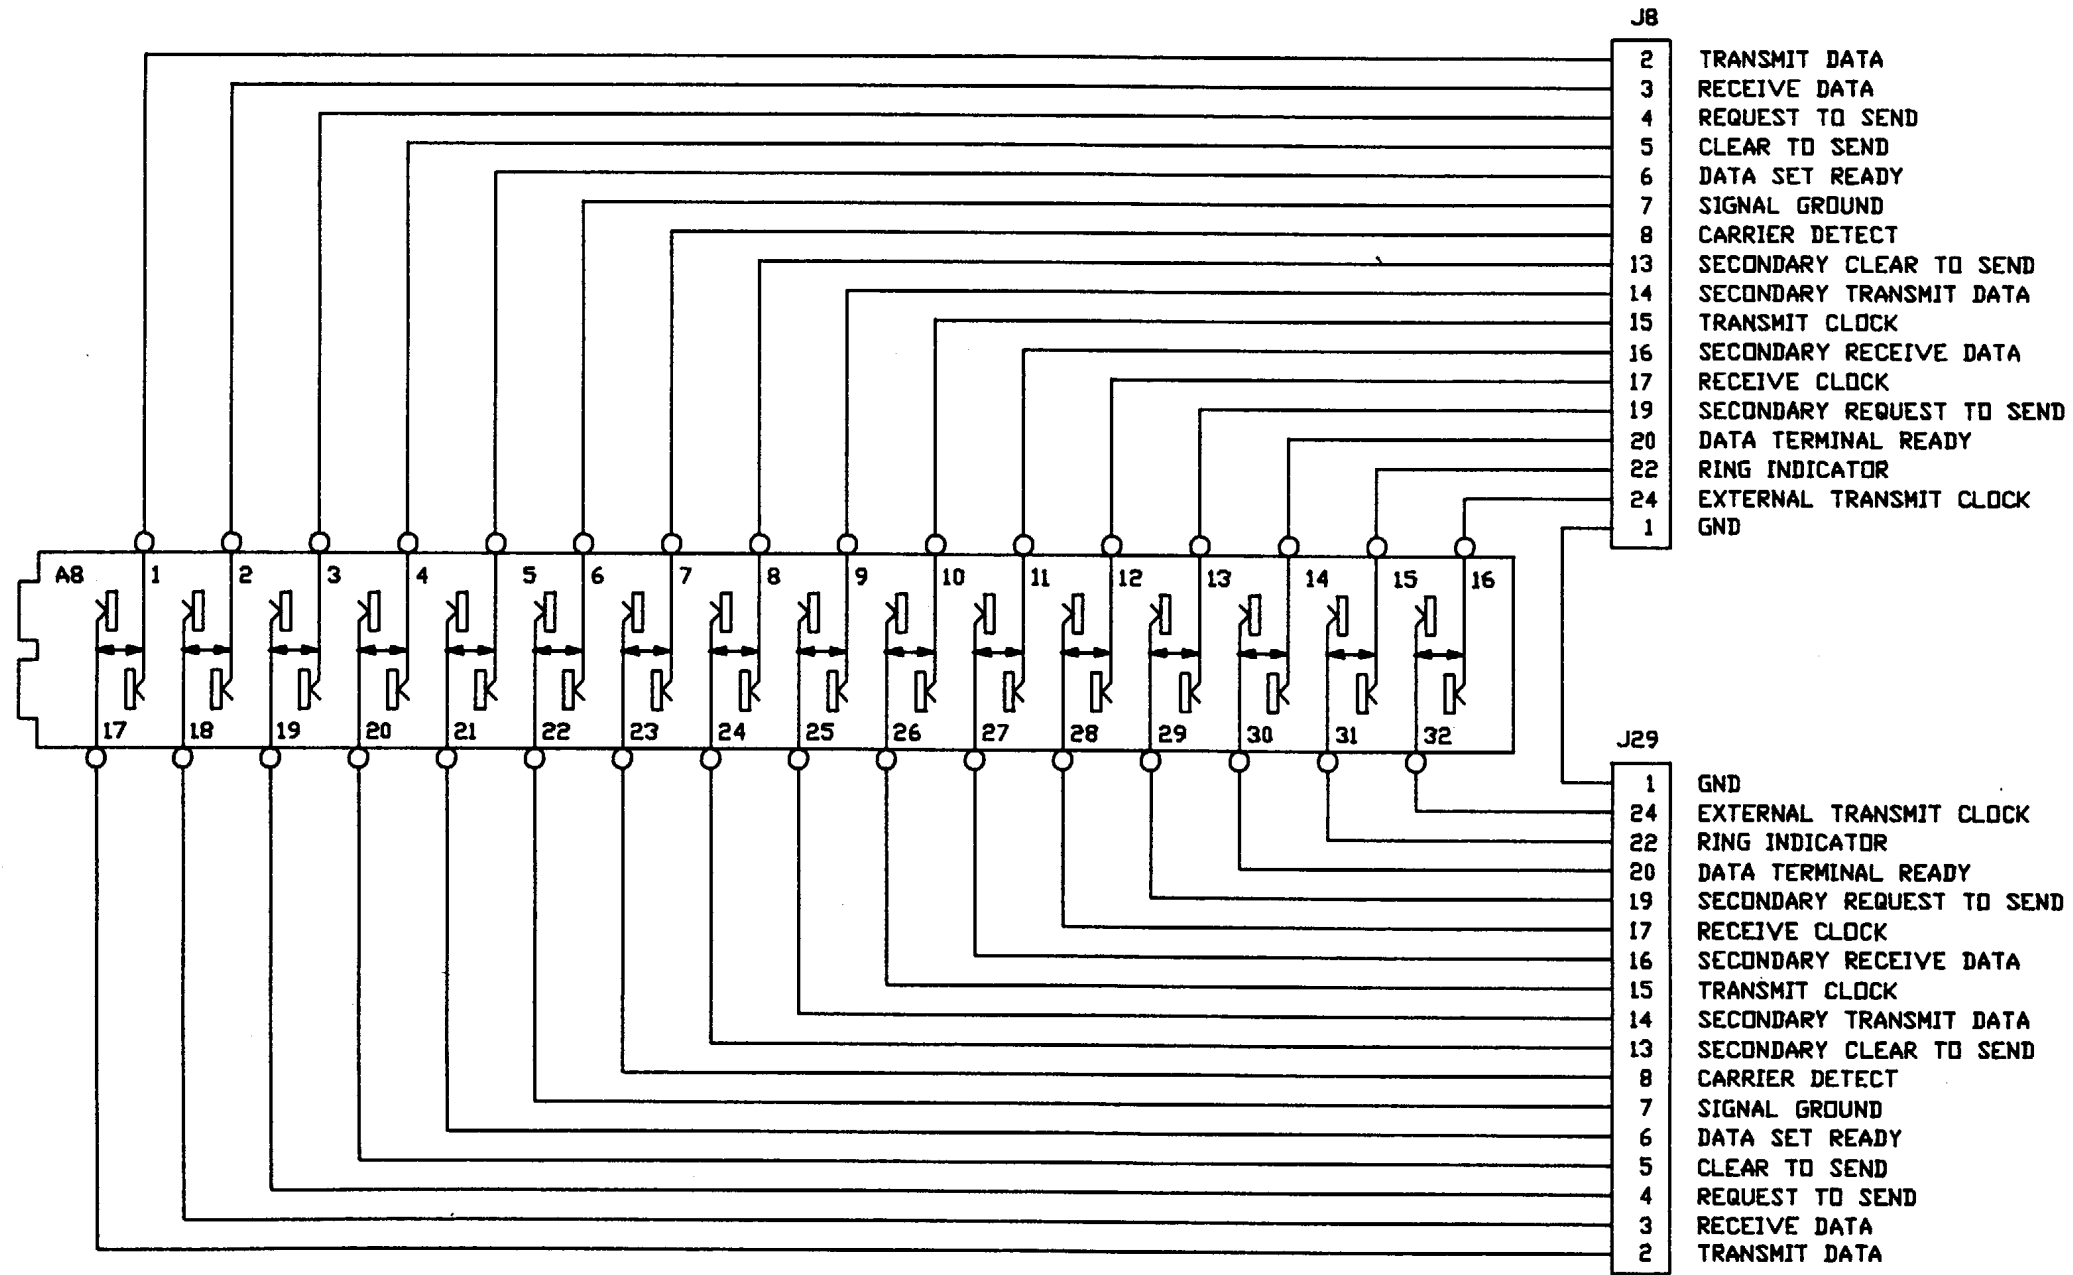 J8
2 TRANSMIT DATA
3 RECEIVE DATA
4 REQUEST TO SEND
5 CLEAR TO SEND
6 DATA SET READY
7 SIGNAL GROUND
8 CARRIER DETECT
13 SECONDARY CLEAR TO SEND
14 SECONDARY TRANSMIT DATA
15 TRANSMIT CLOCK
16 SECONDARY RECEIVE DATA
17 RECEIVE CLOCK
19 SECONDARY REQUEST TO SEND
20 DATA TERMINAL READY
22 RING INDICATOR
24 EXTERNAL TRANSMIT CLOCK
1 GND
A8 1 2 3 4 5 6 7 8 9 10 11 12 13 14 15 16
17 18 19 20 21 22 23 24 25 26 27 28 29 30 31 32
J29
1 GND
24 EXTERNAL TRANSMIT CLOCK
22 RING INDICATOR
20 DATA TERMINAL READY
19 SECONDARY REQUEST TO SEND
17 RECEIVE CLOCK
16 SECONDARY RECEIVE DATA
15 TRANSMIT CLOCK
14 SECONDARY TRANSMIT DATA
13 SECONDARY CLEAR TO SEND
8 CARRIER DETECT
7 SIGNAL GROUND
6 DATA SET READY
5 CLEAR TO SEND
4 REQUEST TO SEND
3 RECEIVE DATA
2 TRANSMIT DATA